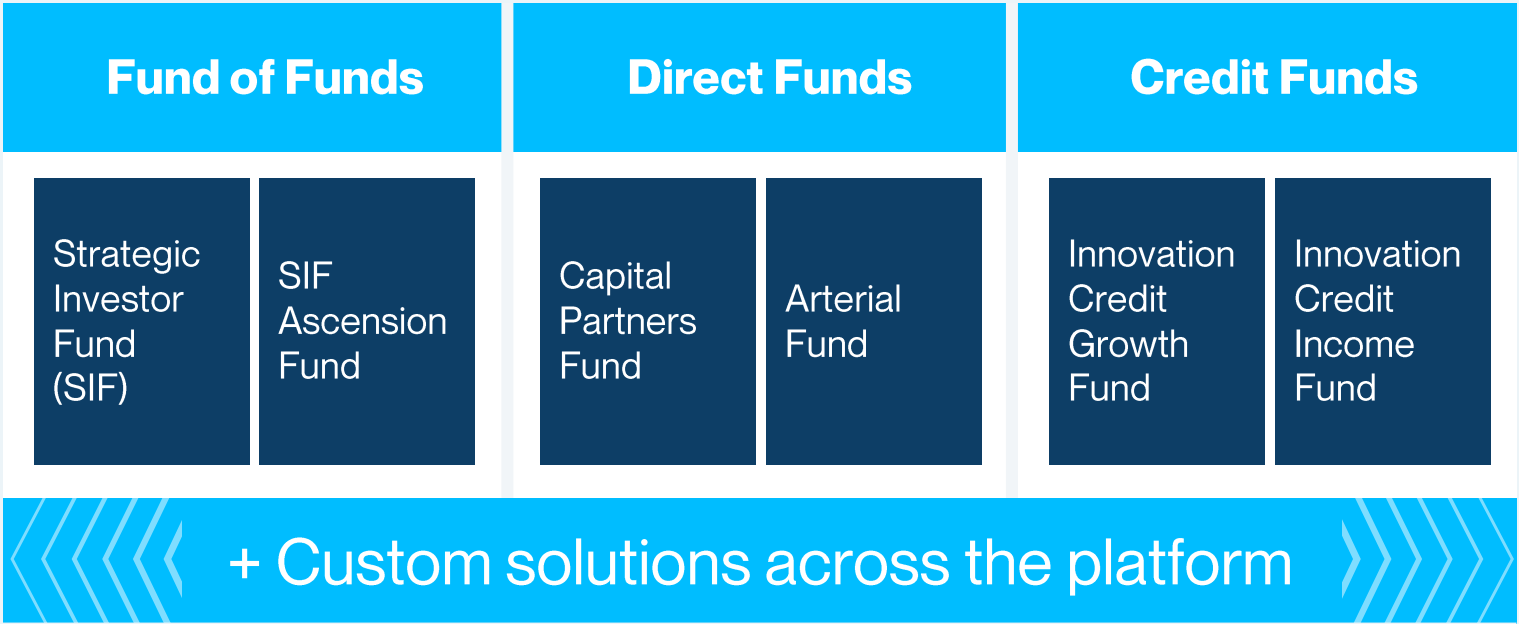 Fund of Funds
Strategic
Investor
Fund
(SIF)
SIF
Ascension
Fund
Direct Funds
Capital
Partners
Fund
Arterial
Fund
Credit Funds
Innovation
Credit
Growth
Fund
Innovation
Credit
Income
Fund
+ Custom solutions across the platform